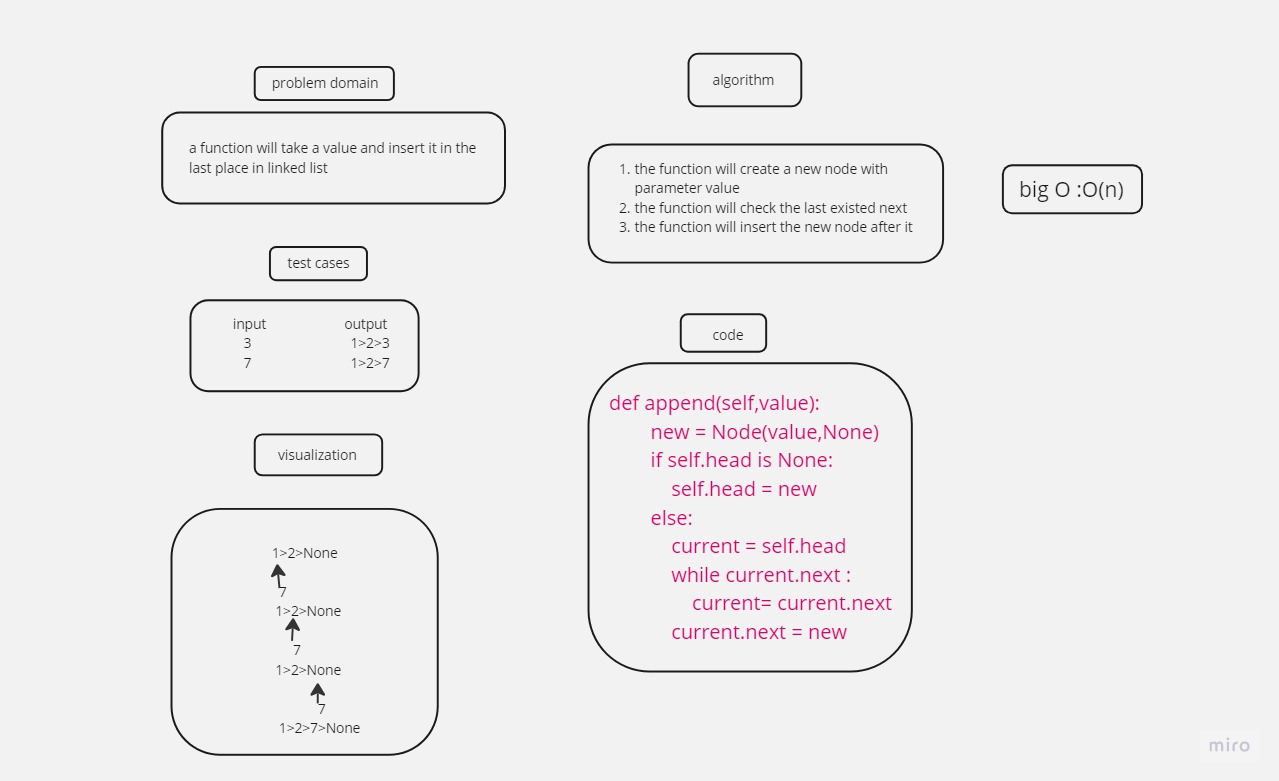 problem domain
a function will take a value and insert it in the
last place in linked list
test cases
input output
3 1>2>3
7 1>2>7
visualization
1>2>None
7
1>2>None
7
1>2>None
7
1>2>7>None
algorithm
1. the function will create a new node with
parameter value
2. the function will check the last existed next
3. the function will insert the new node after it
big O :O(n)
code
def append(self,value):
new = Node(value,None)
if self.head is None:
self.head = new
else:
current = self.head
while current.next :
current= current.next
current.next = new
miro